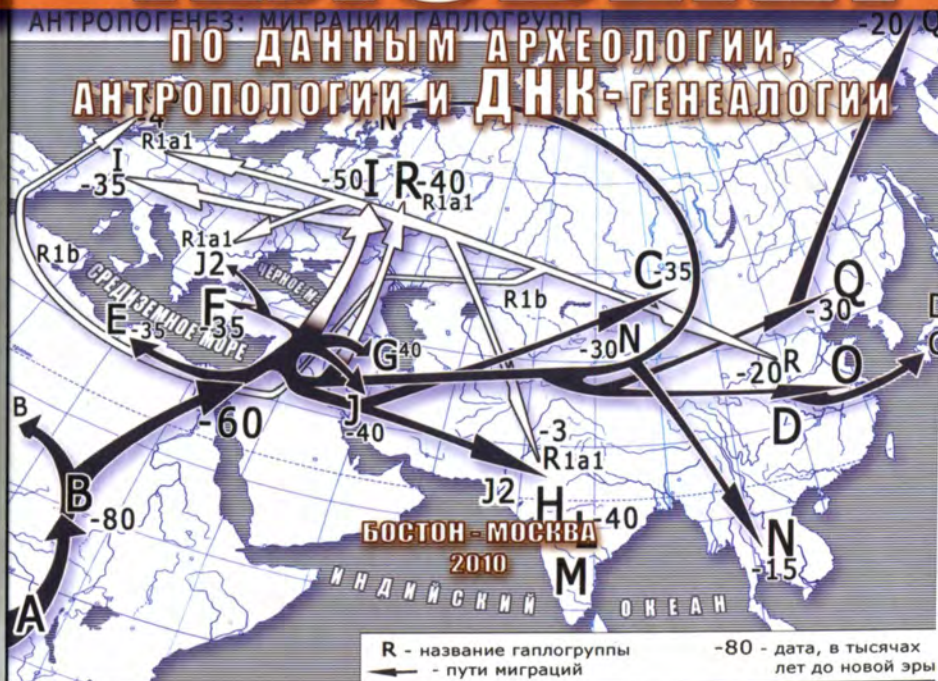 АНТРОПОГЕНЕЗ: МИГРАЦИИ ГАПЛОГРУПП
-20 Q
ПО ДАННЫМ АРХЕОЛОГИИ,
АНТРОПОЛОГИИ И ДНК-ГЕНЕАЛОГИИ
N
-4
R1a1
I
-35
-50 I R -40
R1a1
R1a1
J2
R1b
СРЕДИЗЕМНОЕ МОРЕ
ЧЕРНОЕ М.
F
-35
E -35
G 40
R1b
C -35
-30 N
Q
-30
-20 R
O
D
J
-40
-60
B
B
-80
A
-3
R1a1
J2
H
-40
M
N
-15
БОСТОН - МОСКВА
2010
ИНДИЙСКИЙ ОКЕАН
R - название гаплогруппы
- пути миграций
-80 - дата, в тысячах
лет до новой эры